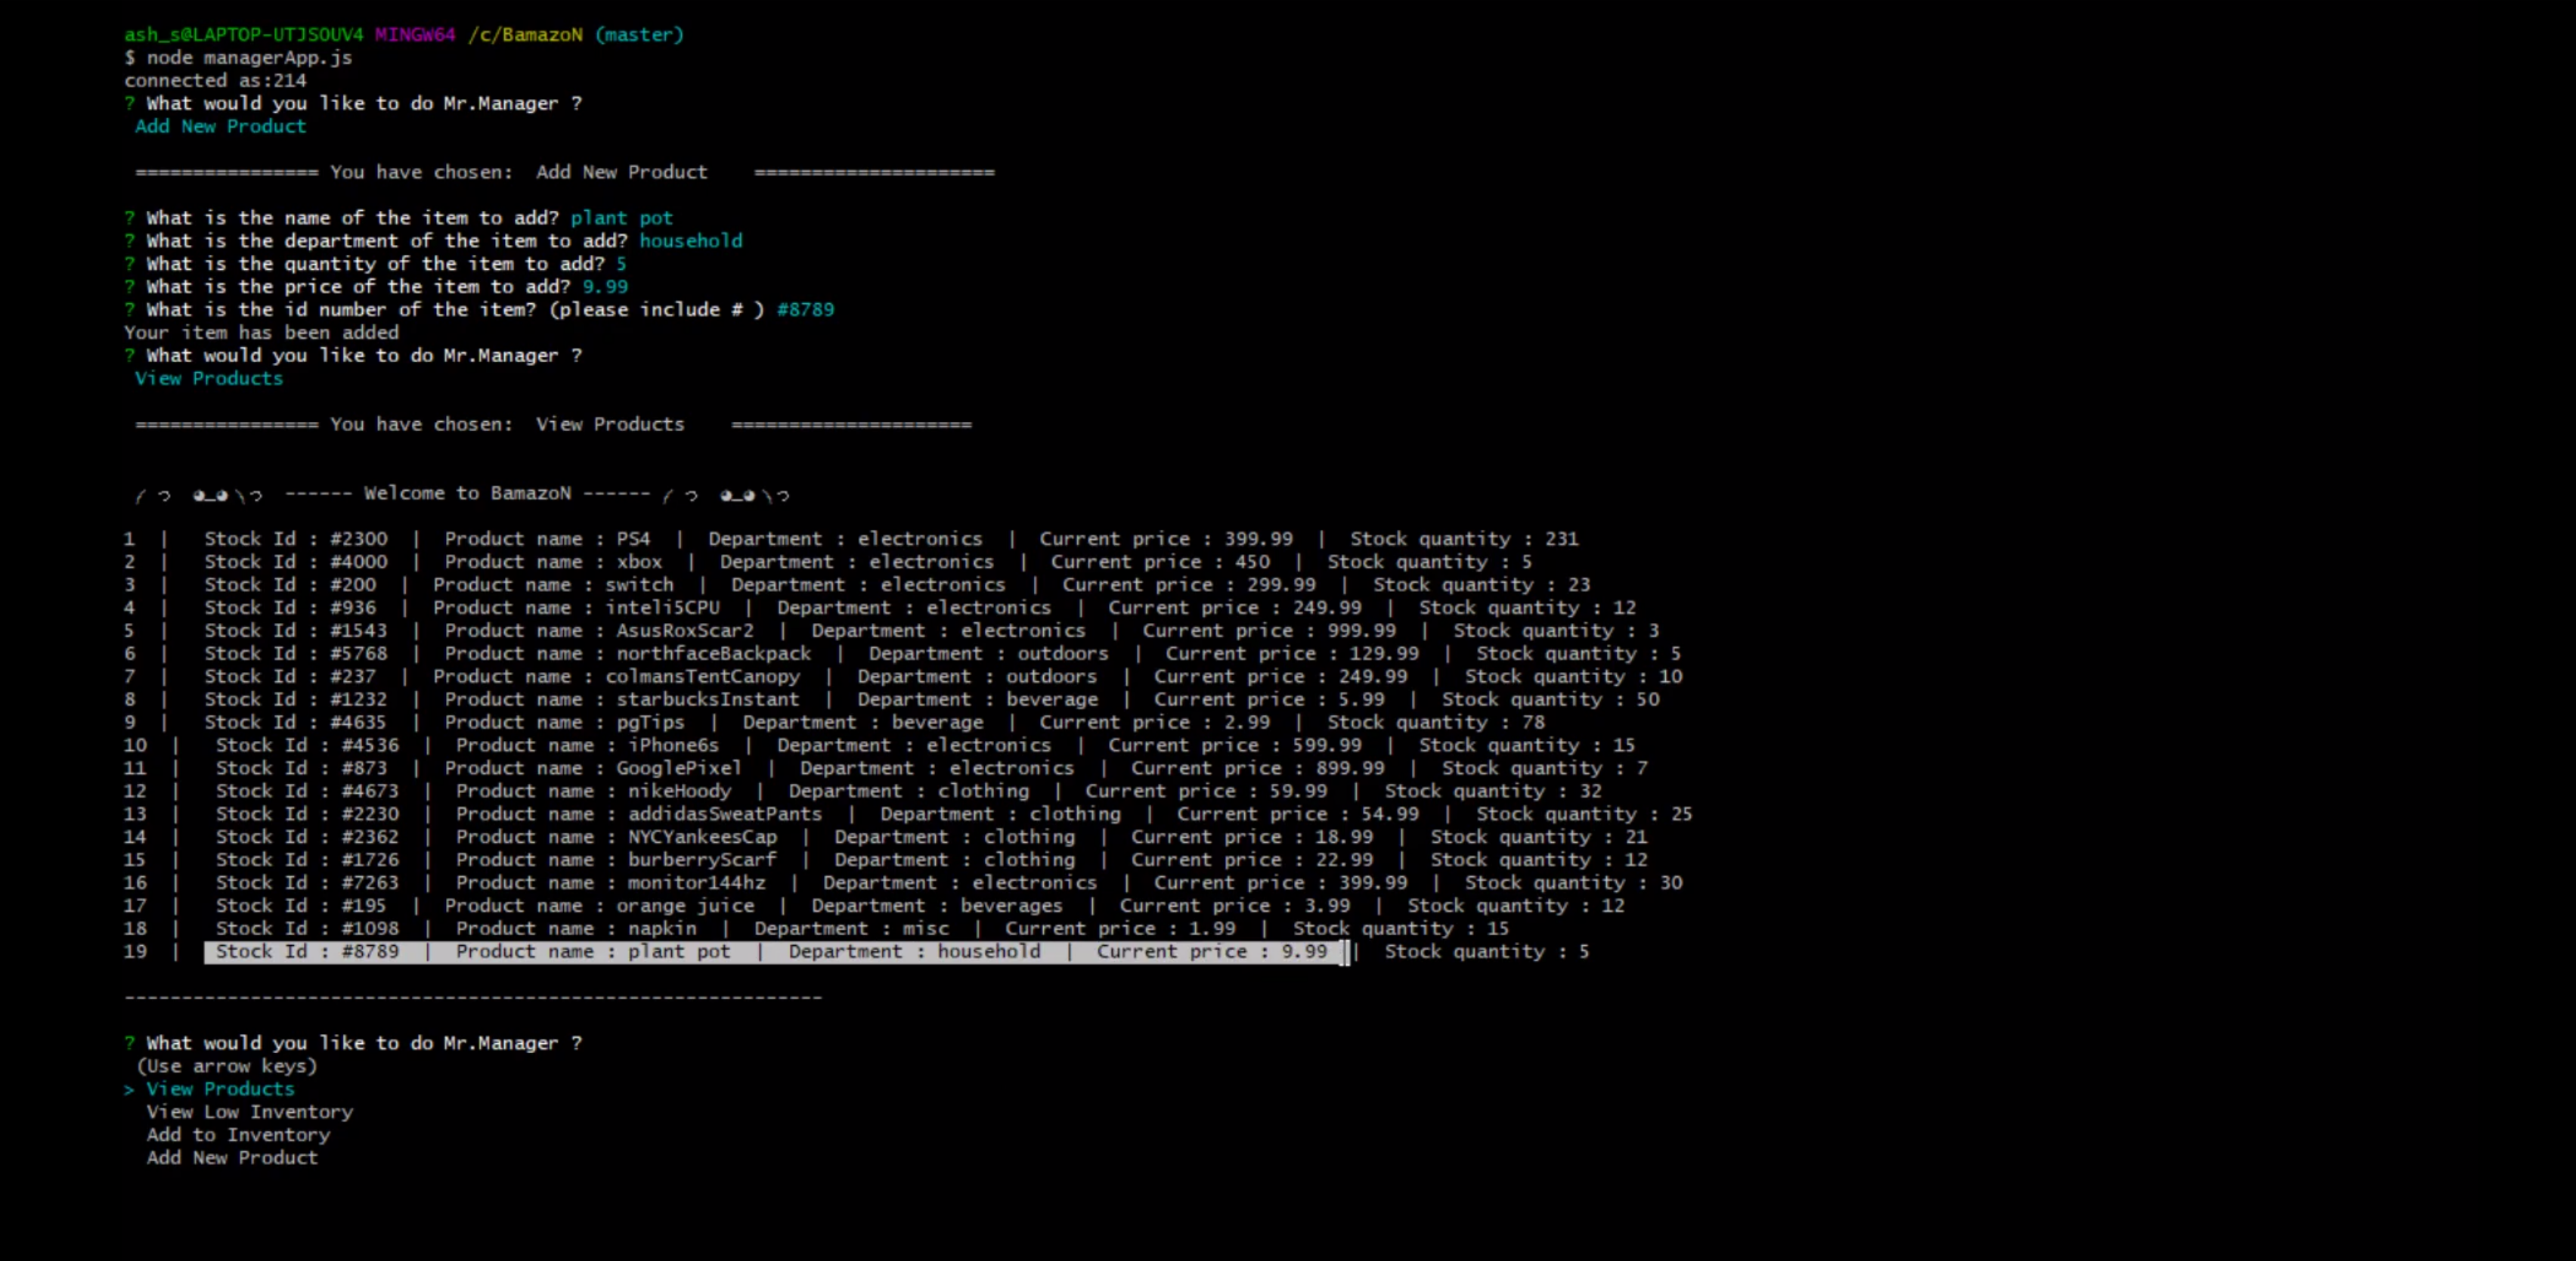 ash_s@LAPTOP-UTJSOUV4 MINGW64 /c/BamazoN (master)
$ node managerApp.js
connected as:214
? What would you like to do Mr.Manager ?
Add New Product
================ You have chosen:  Add New Product    =====================
? What is the name of the item to add? plant pot
? What is the department of the item to add? household
? What is the quantity of the item to add? 5
? What is the price of the item to add? 9.99
? What is the id number of the item? (please include # ) #8789
Your item has been added
? What would you like to do Mr.Manager ?
View Products
================ You have chosen:  View Products    =====================
༼ つ ◕_◕ ༽つ ------ Welcome to BamazoN ------ ༼ つ ◕_◕ ༽つ
1  |   Stock Id : #2300  |  Product name : PS4  |  Department : electronics  |  Current price : 399.99  |  Stock quantity : 231
2  |   Stock Id : #4000  |  Product name : xbox  |  Department : electronics  |  Current price : 450  |  Stock quantity : 5
3  |   Stock Id : #200  |  Product name : switch  |  Department : electronics  |  Current price : 299.99  |  Stock quantity : 23
4  |   Stock Id : #936  |  Product name : inteli5CPU  |  Department : electronics  |  Current price : 249.99  |  Stock quantity : 12
5  |   Stock Id : #1543  |  Product name : AsusRoxScar2  |  Department : electronics  |  Current price : 999.99  |  Stock quantity : 3
6  |   Stock Id : #5768  |  Product name : northfaceBackpack  |  Department : outdoors  |  Current price : 129.99  |  Stock quantity : 5
7  |   Stock Id : #237  |  Product name : colmansTentCanopy  |  Department : outdoors  |  Current price : 249.99  |  Stock quantity : 10
8  |   Stock Id : #1232  |  Product name : starbucksInstant  |  Department : beverage  |  Current price : 5.99  |  Stock quantity : 50
9  |   Stock Id : #4635  |  Product name : pgTips  |  Department : beverage  |  Current price : 2.99  |  Stock quantity : 78
10  |   Stock Id : #4536  |  Product name : iPhone6s  |  Department : electronics  |  Current price : 599.99  |  Stock quantity : 15
11  |   Stock Id : #873  |  Product name : GooglePixel  |  Department : electronics  |  Current price : 899.99  |  Stock quantity : 7
12  |   Stock Id : #4673  |  Product name : nikeHoody  |  Department : clothing  |  Current price : 59.99  |  Stock quantity : 32
13  |   Stock Id : #2230  |  Product name : addidasSweatPants  |  Department : clothing  |  Current price : 54.99  |  Stock quantity : 25
14  |   Stock Id : #2362  |  Product name : NYCYankeesCap  |  Department : clothing  |  Current price : 18.99  |  Stock quantity : 21
15  |   Stock Id : #1726  |  Product name : burberryScarf  |  Department : clothing  |  Current price : 22.99  |  Stock quantity : 12
16  |   Stock Id : #7263  |  Product name : monitor144hz  |  Department : electronics  |  Current price : 399.99  |  Stock quantity : 30
17  |   Stock Id : #195  |  Product name : orange juice  |  Department : beverages  |  Current price : 3.99  |  Stock quantity : 12
18  |   Stock Id : #1098  |  Product name : napkin  |  Department : misc  |  Current price : 1.99  |  Stock quantity : 15
19  |   Stock Id : #8789  |  Product name : plant pot  |  Department : household  |  Current price : 9.99  |  Stock quantity : 5
-------------------------------------------------------------
? What would you like to do Mr.Manager ?
(Use arrow keys)
> View Products
View Low Inventory
Add to Inventory
Add New Product